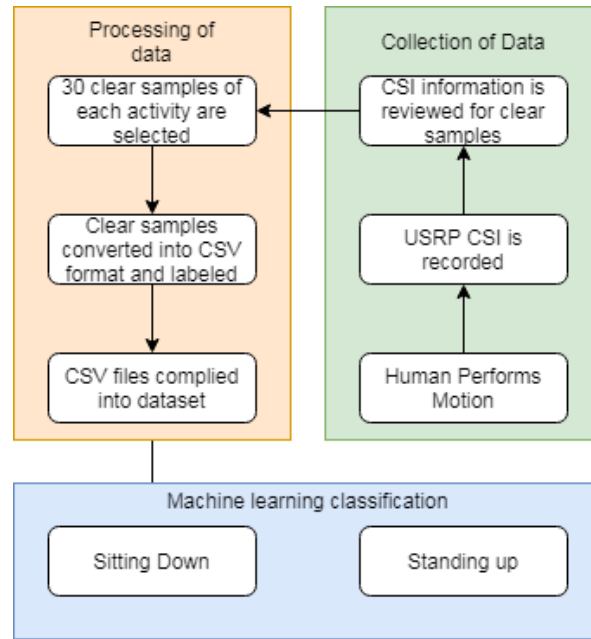 Processing of
data
30 clear samples of
each activity are
selected
Clear samples
converted into CSV
format and labeled
CSV files complied
into dataset
Collection of Data
CSI information is
reviewed for clear
samples
USRP CSI is
recorded
Human Performs
Motion
Machine learning classification
Sitting Down
Standing up